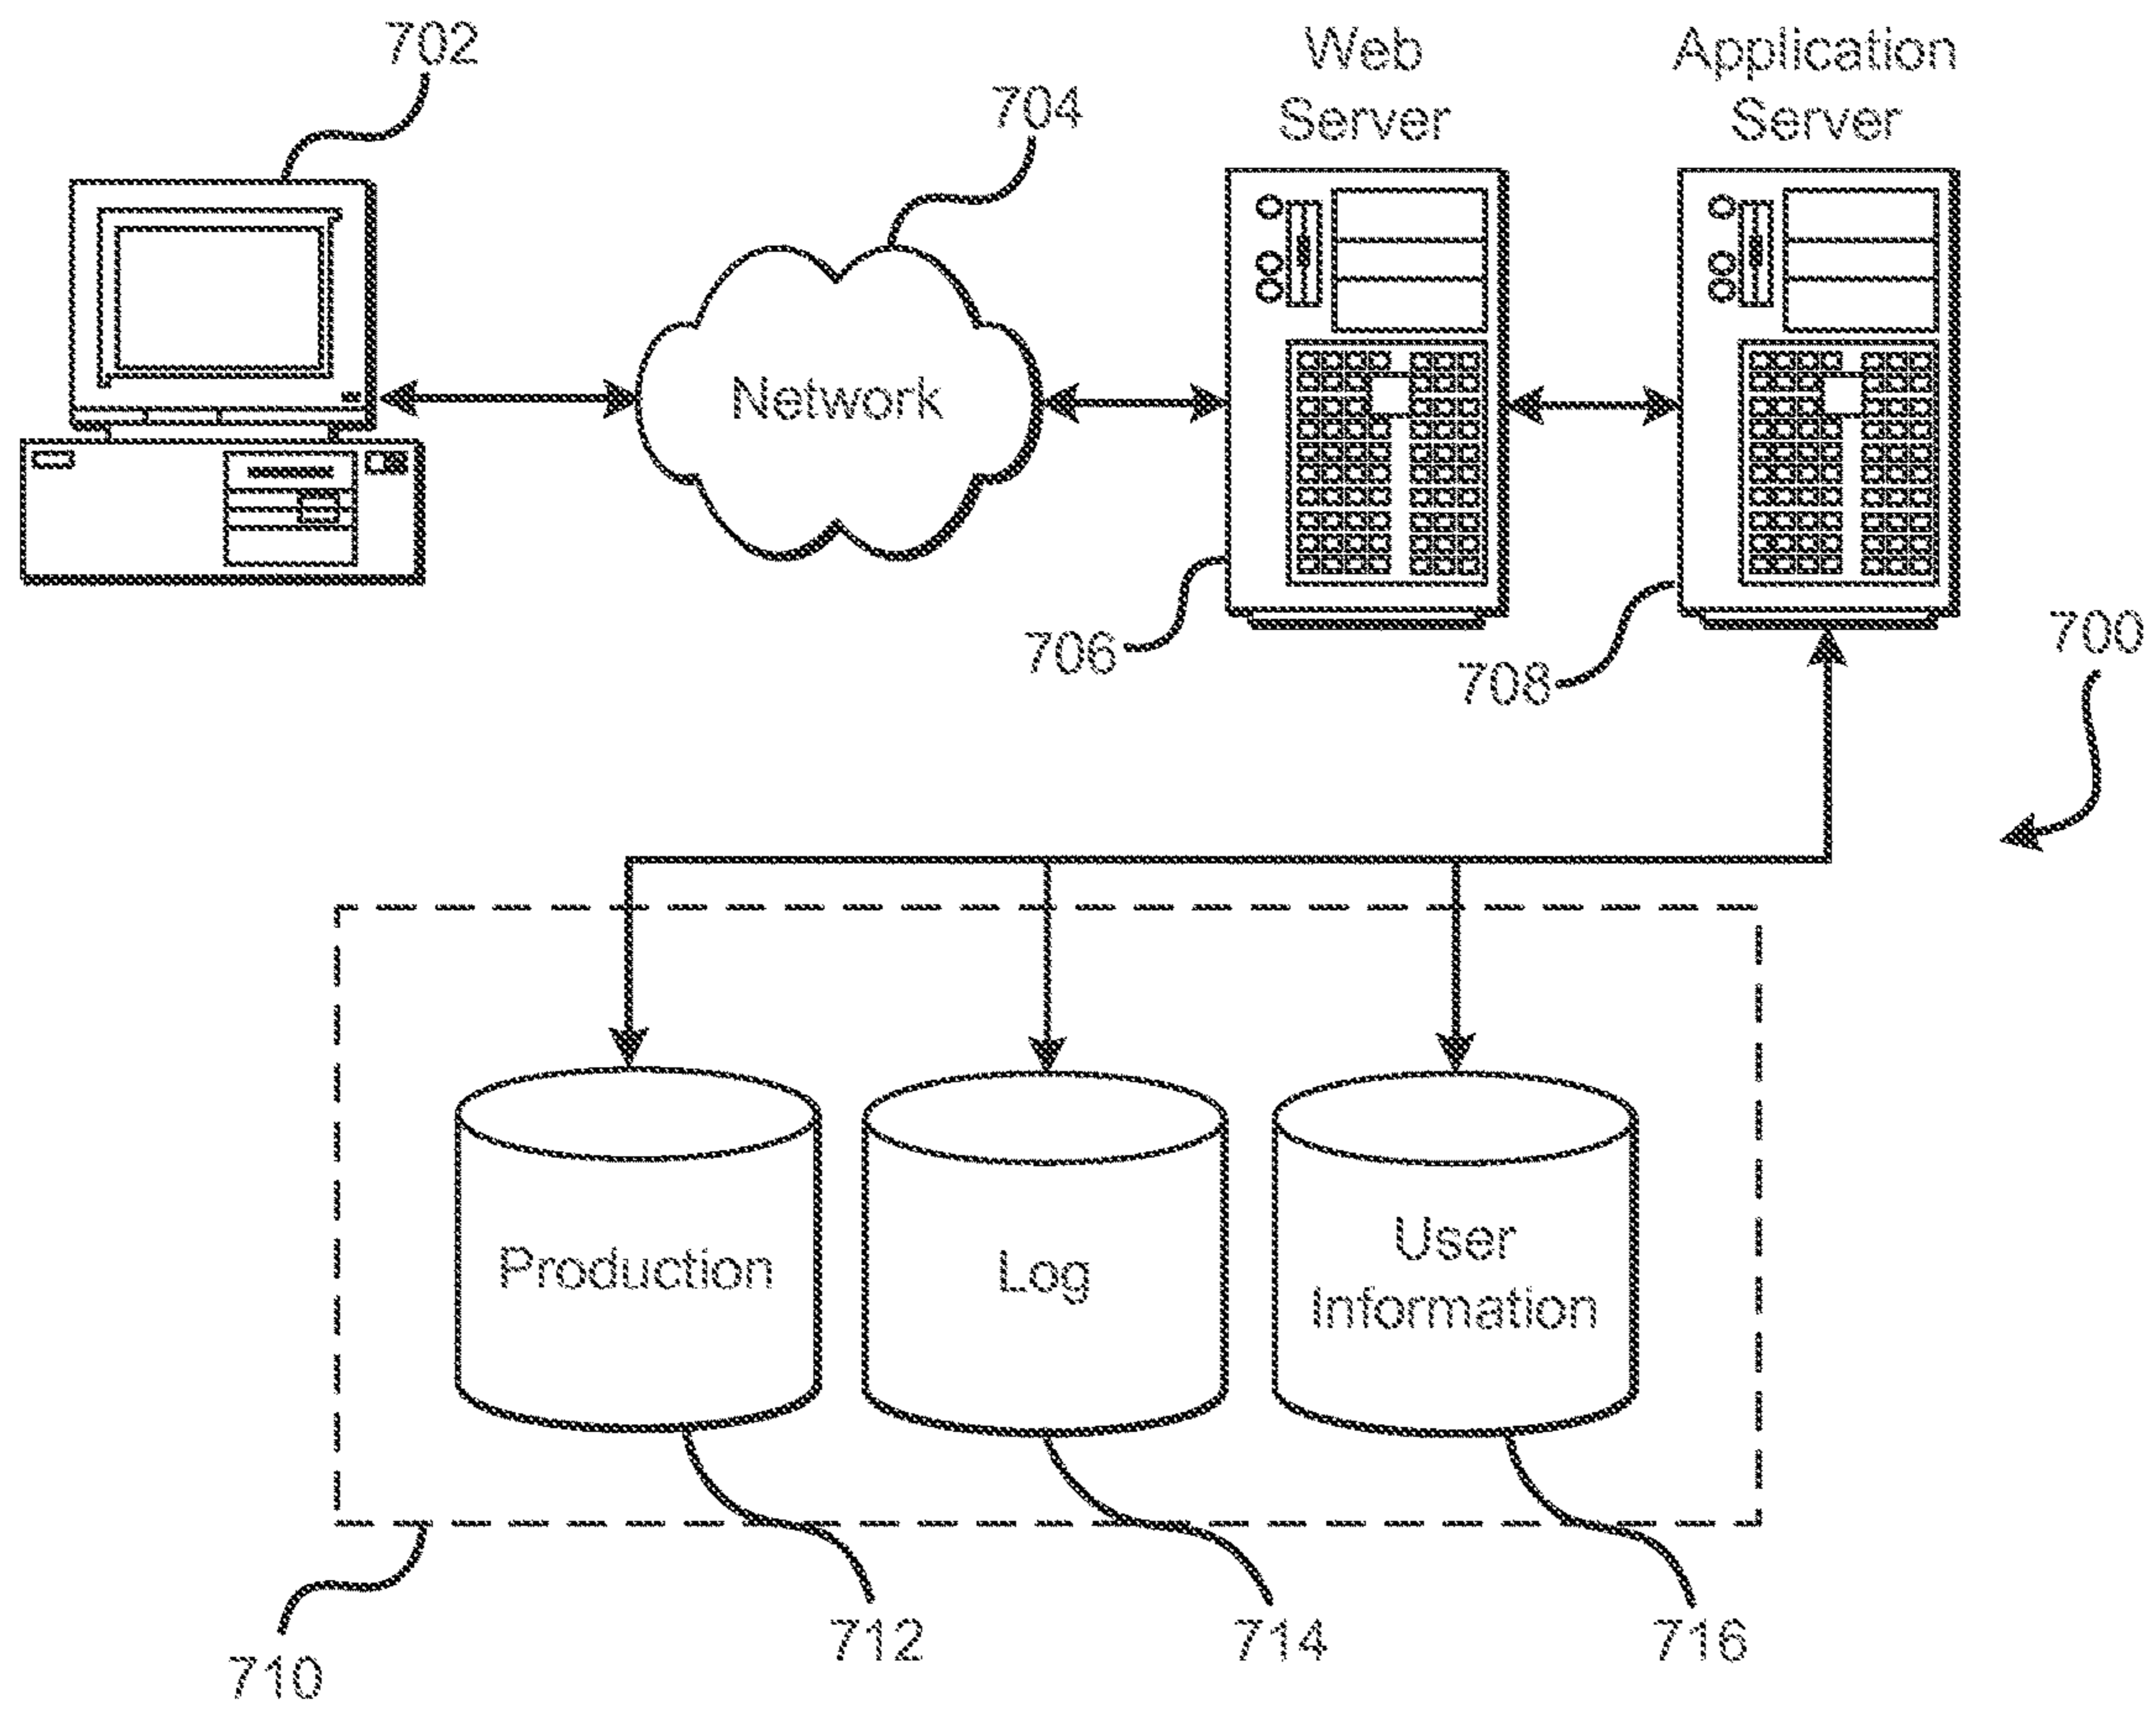 702
704
Web
Server
Application
Server
Network
706
708
700
Production
Log
User
Information
710
712
714
716